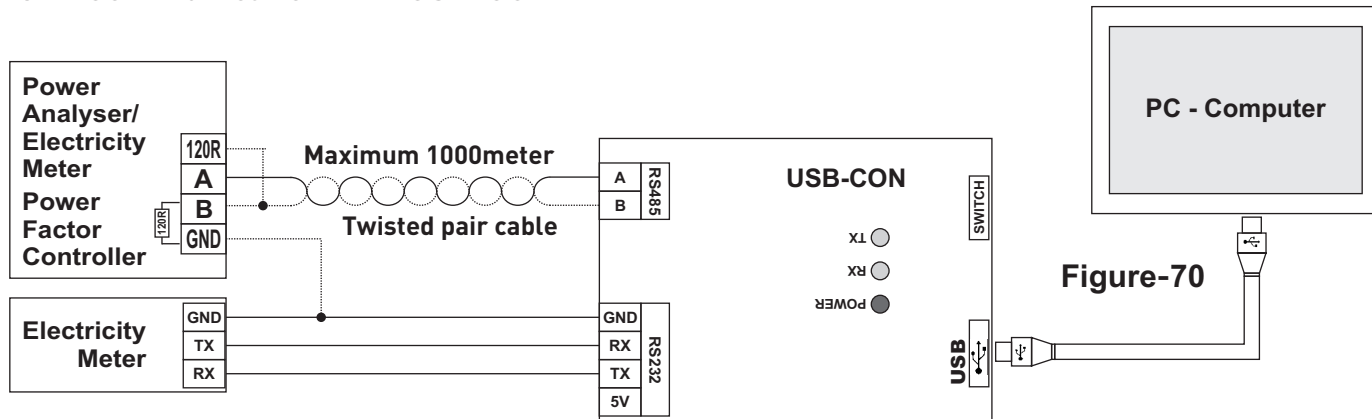 Power
Analyser/
Electricity
Meter
Power
Factor
Controller
120R
A
B
GND
120R
Maximum 1000meter
Twisted pair cable
A
B
RS485
USB-CON
TX
RX
POWER
SWITCH
USB
PC - Computer
Figure-70
Electricity
Meter
GND
TX
RX
GND
RX
TX
5V
RS232